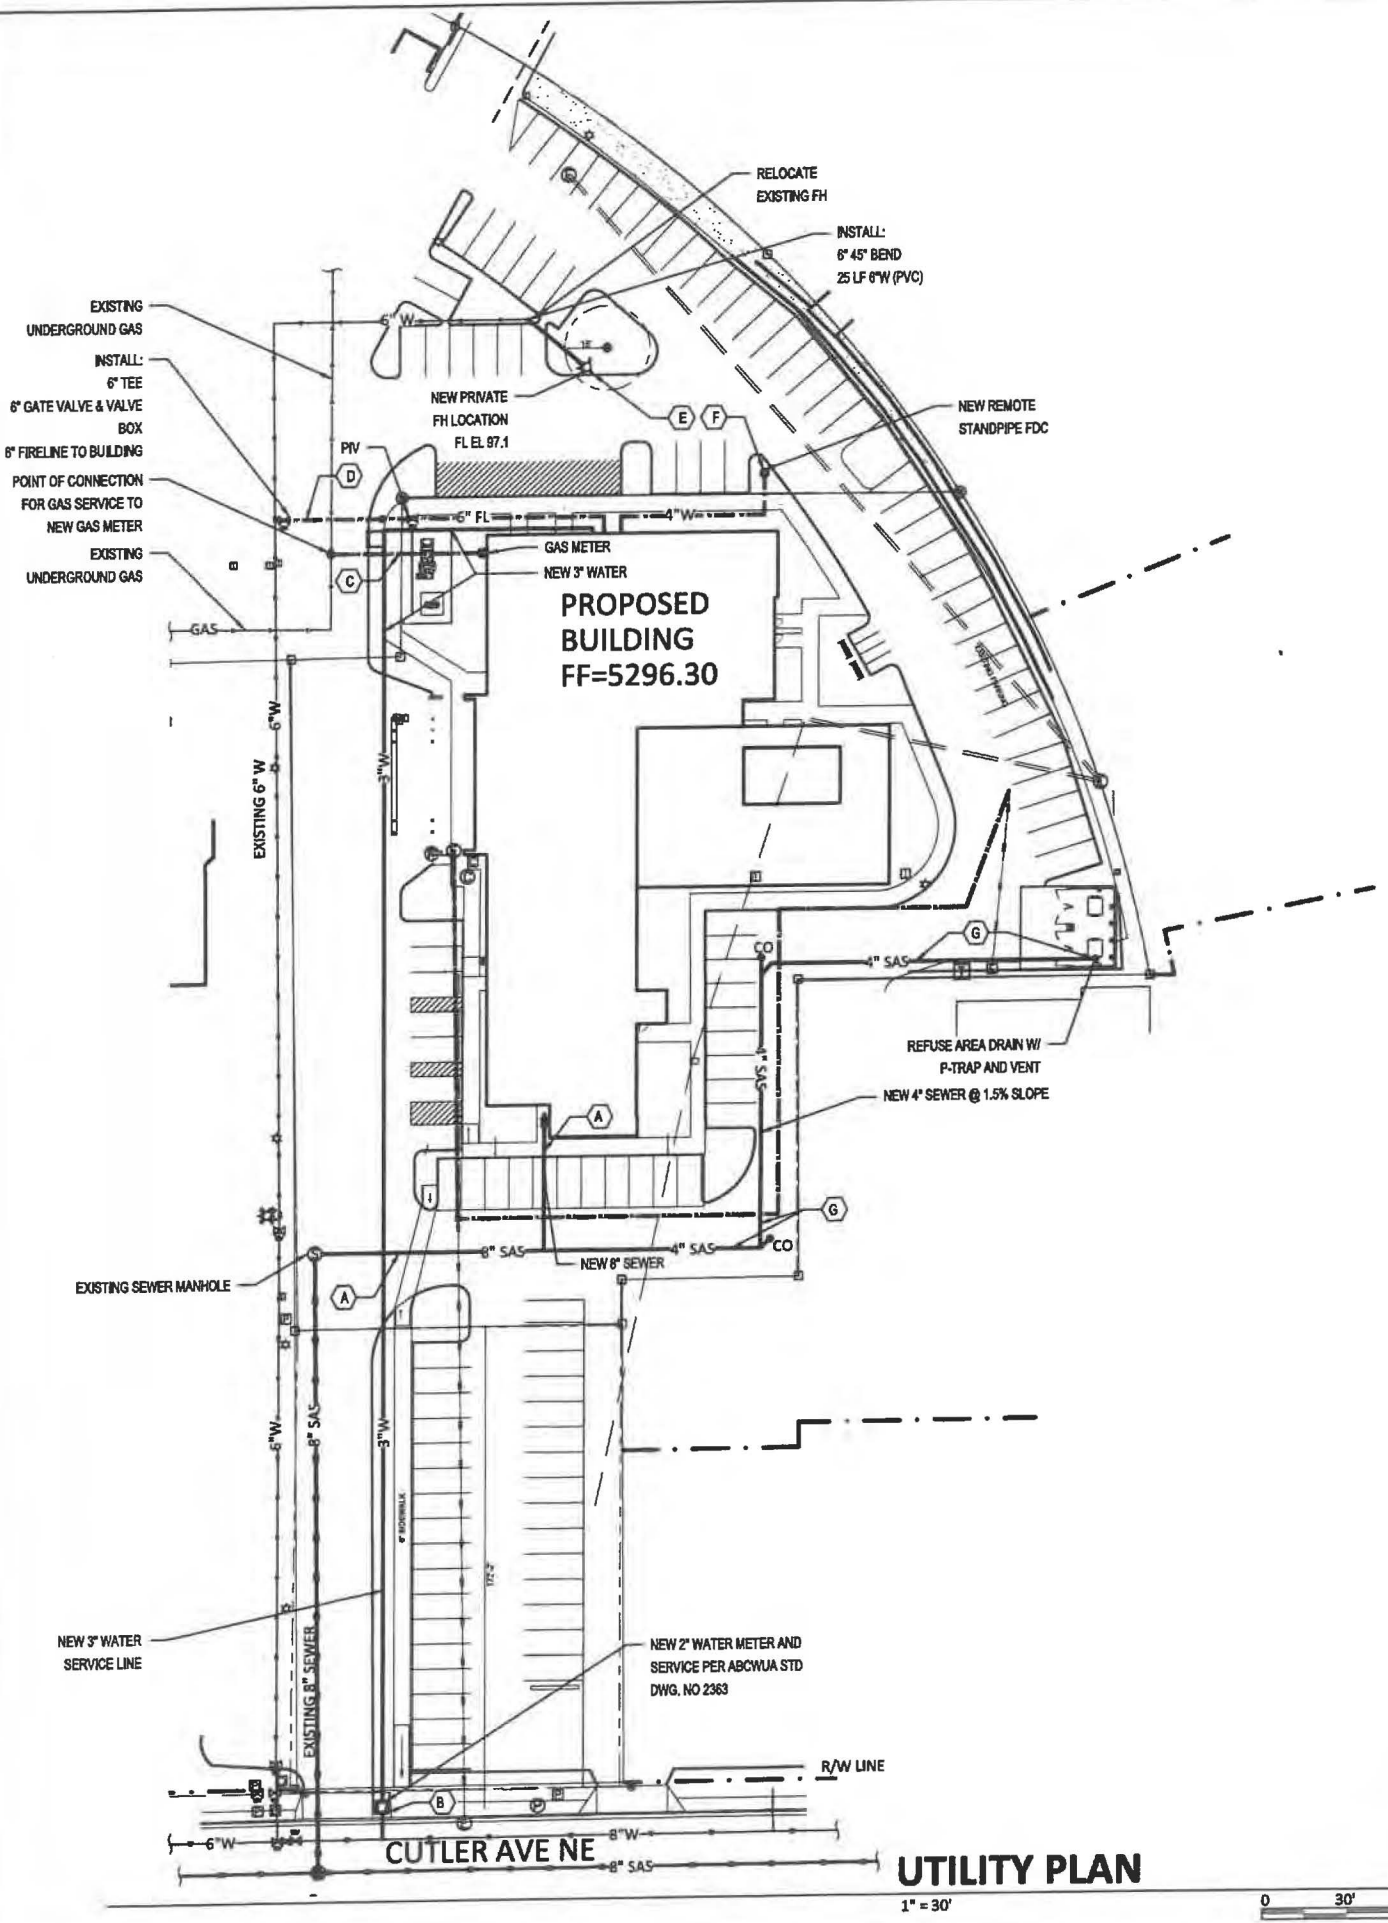 RELOCATE
EXISTING FH
INSTALL:
6" 45° BEND
25 LF 6"W (PVC)
EXISTING
UNDERGROUND GAS
6" W
INSTALL:
6" TEE
6" GATE VALVE & VALVE
BOX
6" FIRELINE TO BUILDING
18'
NEW PRIVATE
FH LOCATION
FL EL 97.1
E
F
NEW REMOTE
STANDPIPE FDC
PIV
D
POINT OF CONNECTION
FOR GAS SERVICE TO
NEW GAS METER
6" FL
4"W
EXISTING
UNDERGROUND GAS
GAS METER
C
NEW 3" WATER
PROPOSED
BUILDING
FF=5296.30
GAS
6"W
3"W
EXISTING 6" W
G
CO
4" SAS
4" SAS
REFUSE AREA DRAIN W/
P-TRAP AND VENT
NEW 4" SEWER @ 1.5% SLOPE
A
G
S
8" SAS
4" SAS
CO
NEW 8" SEWER
EXISTING SEWER MANHOLE
A
6"W
8" SAS
3"W
6' SIDEWALK
172'-2"
NEW 3" WATER
SERVICE LINE
EXISTING 8" SEWER
NEW 2" WATER METER AND
SERVICE PER ABCWUA STD
DWG. NO 2363
R/W LINE
B
6"W
8"W
CUTLER AVE NE
8" SAS
UTILITY PLAN
1" = 30'
0 30'